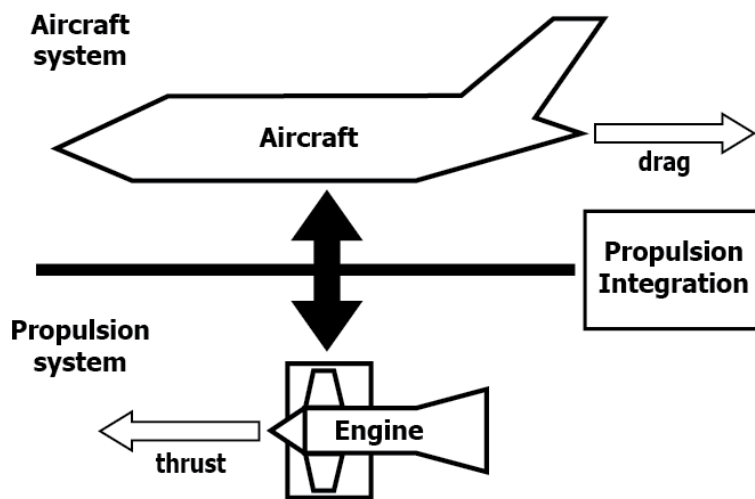 Aircraft
system
Aircraft
drag
Propulsion
Integration
Propulsion
system
Engine
thrust